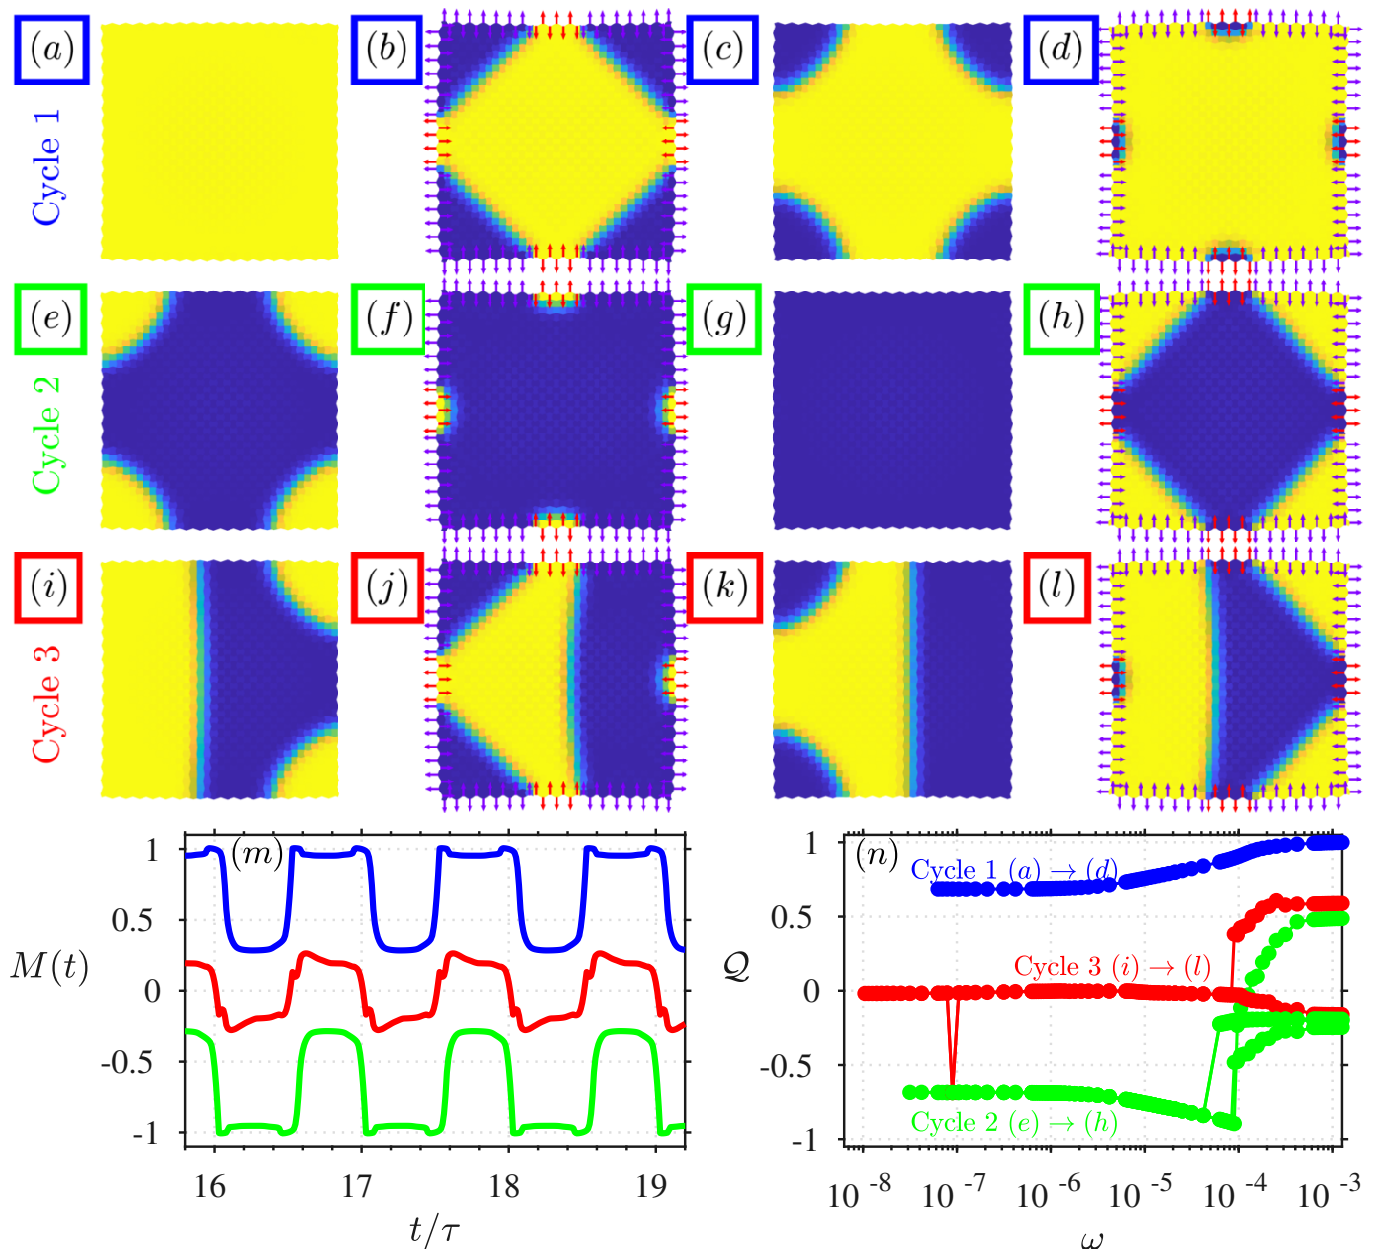 (a) (b) (c) (d)
Cycle 1
(e) (f) (g) (h)
Cycle 2
(i) (j) (k) (l)
Cycle 3
(m)
1
0.5
0
-0.5
-1
M(t)
16 17 18 19
t/τ
(n)
1
0.5
0
-0.5
-1
𝒬
Cycle 1 (a) → (d)
Cycle 3 (i) → (l)
Cycle 2 (e) → (h)
10⁻⁸ 10⁻⁷ 10⁻⁶ 10⁻⁵ 10⁻⁴ 10⁻³
ω